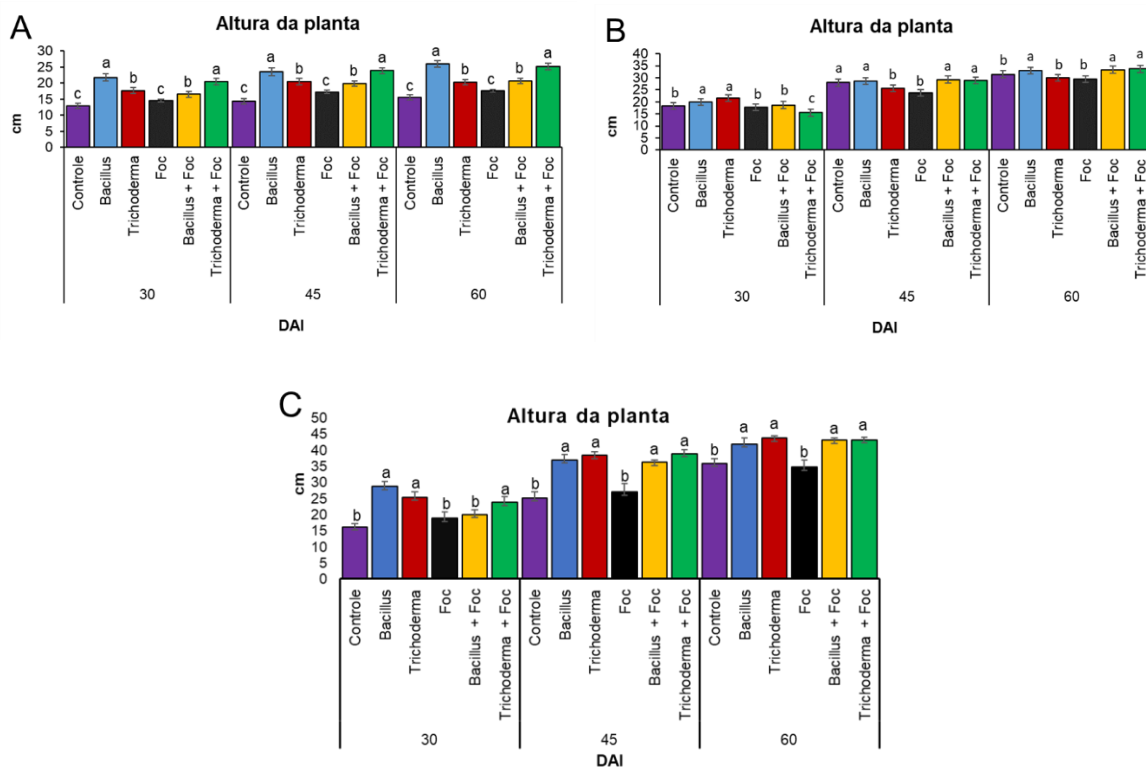 A
Altura da planta
30
25
20
15
10
5
0
cm
c a b c b a c a b c b a c a b c b a
Controle Bacillus Trichoderma Foc Bacillus + Foc Trichoderma + Foc Controle Bacillus Trichoderma Foc Bacillus + Foc Trichoderma + Foc Controle Bacillus Trichoderma Foc Bacillus + Foc Trichoderma + Foc
30 45 60
DAI
B
Altura da planta
40
35
30
25
20
15
10
5
0
cm
b a a b b c a a b b a a b a b b a a
Controle Bacillus Trichoderma Foc Bacillus + Foc Trichoderma + Foc Controle Bacillus Trichoderma Foc Bacillus + Foc Trichoderma + Foc Controle Bacillus Trichoderma Foc Bacillus + Foc Trichoderma + Foc
30 45 60
DAI
C
Altura da planta
50
45
40
35
30
25
20
15
10
5
0
cm
b a a b b a b a a b a a b a a b a a
Controle Bacillus Trichoderma Foc Bacillus + Foc Trichoderma + Foc Controle Bacillus Trichoderma Foc Bacillus + Foc Trichoderma + Foc Controle Bacillus Trichoderma Foc Bacillus + Foc Trichoderma + Foc
30 45 60
DAI